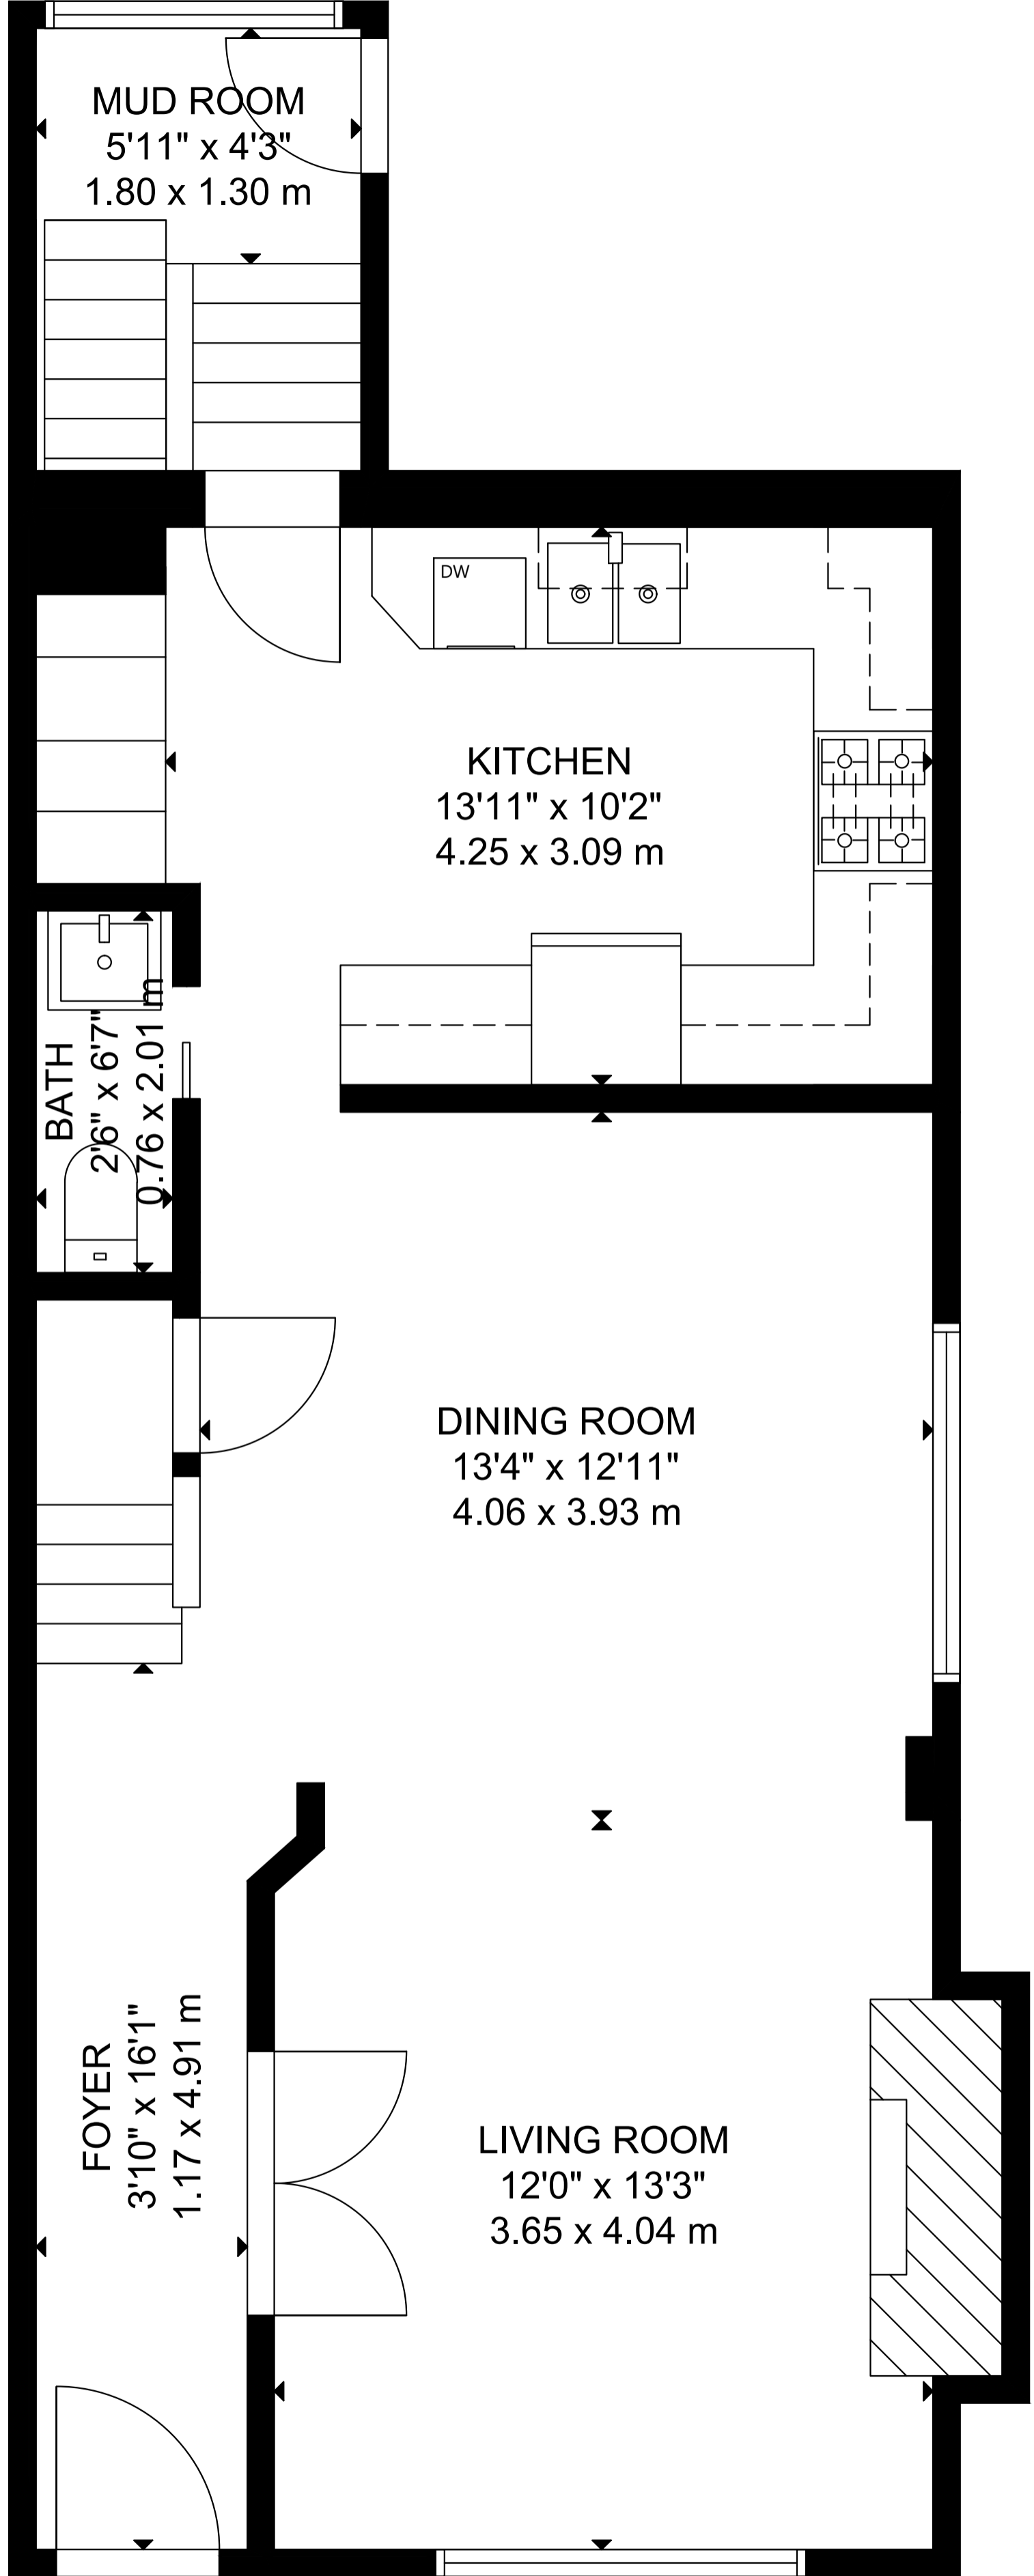 MUD ROOM
5'11" x 4'3"
1.80 x 1.30 m
DW
KITCHEN
13'11" x 10'2"
4.25 x 3.09 m
BATH
2'6" x 6'7"
0.76 x 2.01 m
DINING ROOM
13'4" x 12'11"
4.06 x 3.93 m
FOYER
3'10" x 16'1"
1.17 x 4.91 m
LIVING ROOM
12'0" x 13'3"
3.65 x 4.04 m